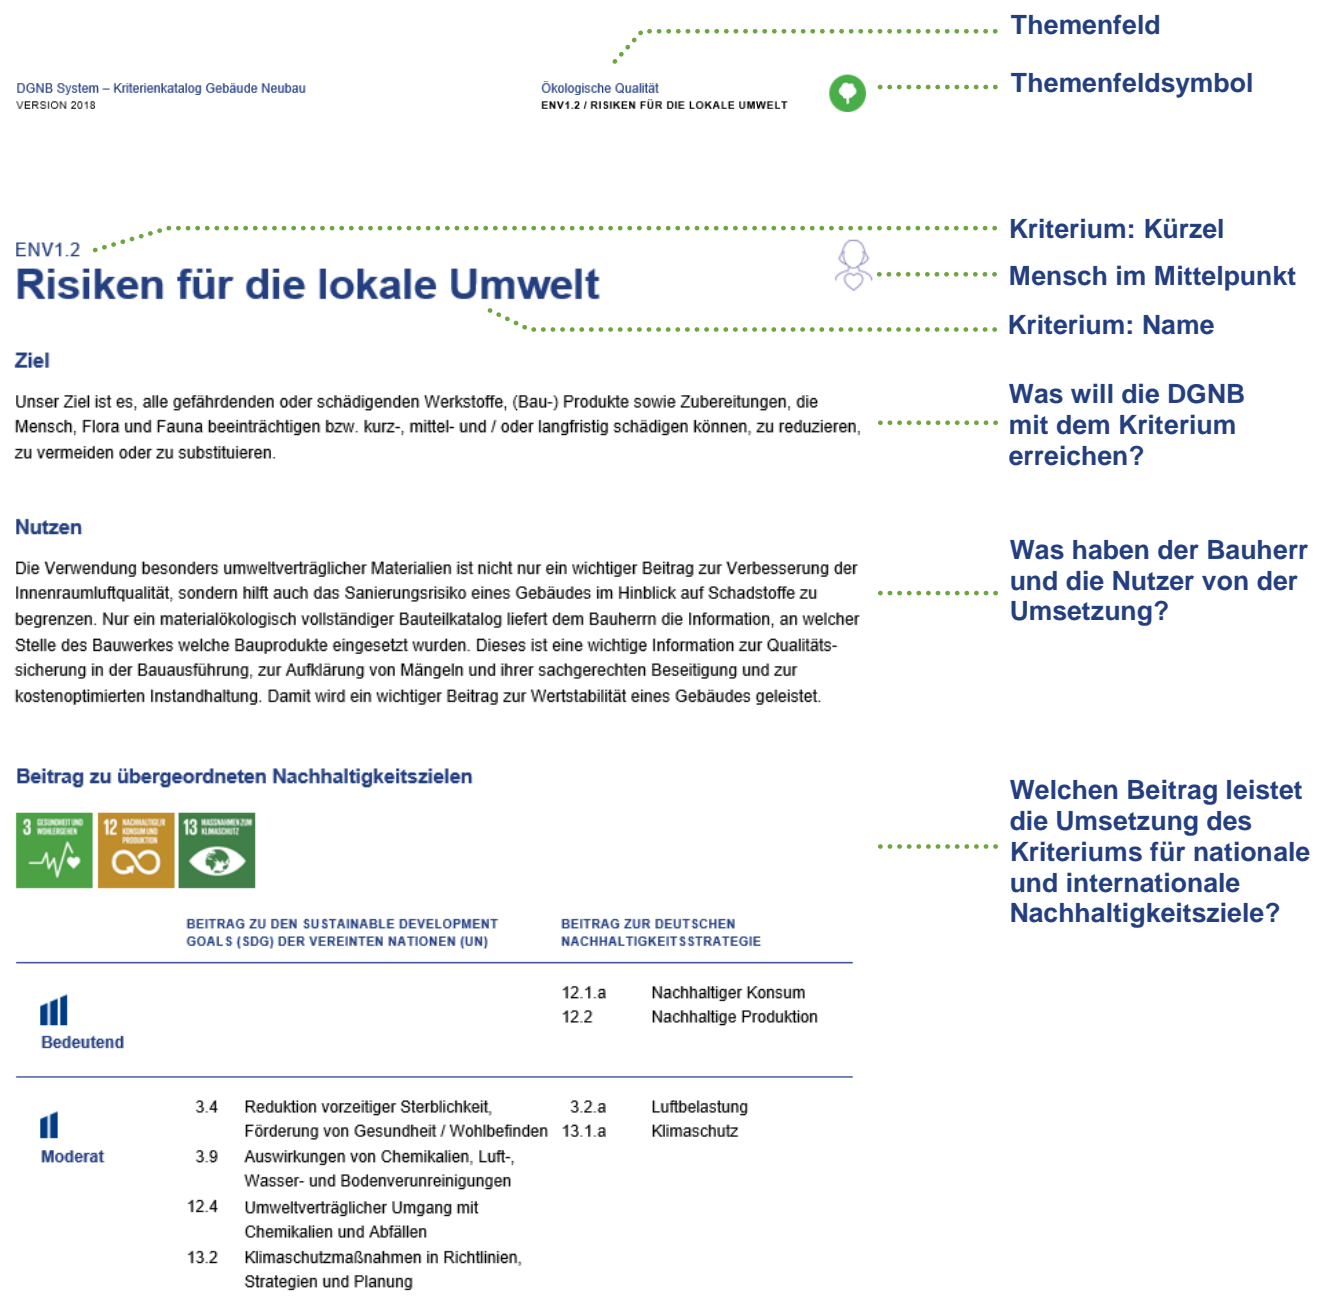 Themenfeld
DGNB System – Kriterienkatalog Gebäude Neubau
VERSION 2018
Ökologische Qualität
ENV1.2 / RISIKEN FÜR DIE LOKALE UMWELT
Themenfeldsymbol
ENV1.2
Kriterium: Kürzel
Risiken für die lokale Umwelt
Mensch im Mittelpunkt
Kriterium: Name
Ziel
Unser Ziel ist es, alle gefährdenden oder schädigenden Werkstoffe, (Bau-) Produkte sowie Zubereitungen, die
Mensch, Flora und Fauna beeinträchtigen bzw. kurz-, mittel- und / oder langfristig schädigen können, zu reduzieren,
zu vermeiden oder zu substituieren.
Was will die DGNB
mit dem Kriterium
erreichen?
Nutzen
Die Verwendung besonders umweltverträglicher Materialien ist nicht nur ein wichtiger Beitrag zur Verbesserung der
Innenraumluftqualität, sondern hilft auch das Sanierungsrisiko eines Gebäudes im Hinblick auf Schadstoffe zu
begrenzen. Nur ein materialökologisch vollständiger Bauteilkatalog liefert dem Bauherrn die Information, an welcher
Stelle des Bauwerkes welche Bauprodukte eingesetzt wurden. Dieses ist eine wichtige Information zur Qualitäts-
sicherung in der Bauausführung, zur Aufklärung von Mängeln und ihrer sachgerechten Beseitigung und zur
kostenoptimierten Instandhaltung. Damit wird ein wichtiger Beitrag zur Wertstabilität eines Gebäudes geleistet.
Was haben der Bauherr
und die Nutzer von der
Umsetzung?
Beitrag zu übergeordneten Nachhaltigkeitszielen
3 GESUNDHEIT UND
WOHLERGEHEN
12 NACHHALTIGE/R
KONSUM UND
PRODUKTION
13 MASSNAHMEN ZUM
KLIMASCHUTZ
Welchen Beitrag leistet
die Umsetzung des
Kriteriums für nationale
und internationale
Nachhaltigkeitsziele?
BEITRAG ZU DEN SUSTAINABLE DEVELOPMENT
GOALS (SDG) DER VEREINTEN NATIONEN (UN)
BEITRAG ZUR DEUTSCHEN
NACHHALTIGKEITSSTRATEGIE
Bedeutend
12.1.a Nachhaltiger Konsum
12.2 Nachhaltige Produktion
Moderat
3.4 Reduktion vorzeitiger Sterblichkeit,
Förderung von Gesundheit / Wohlbefinden
3.9 Auswirkungen von Chemikalien, Luft-,
Wasser- und Bodenverunreinigungen
12.4 Umweltverträglicher Umgang mit
Chemikalien und Abfällen
13.2 Klimaschutzmaßnahmen in Richtlinien,
Strategien und Planung
3.2.a Luftbelastung
13.1.a Klimaschutz